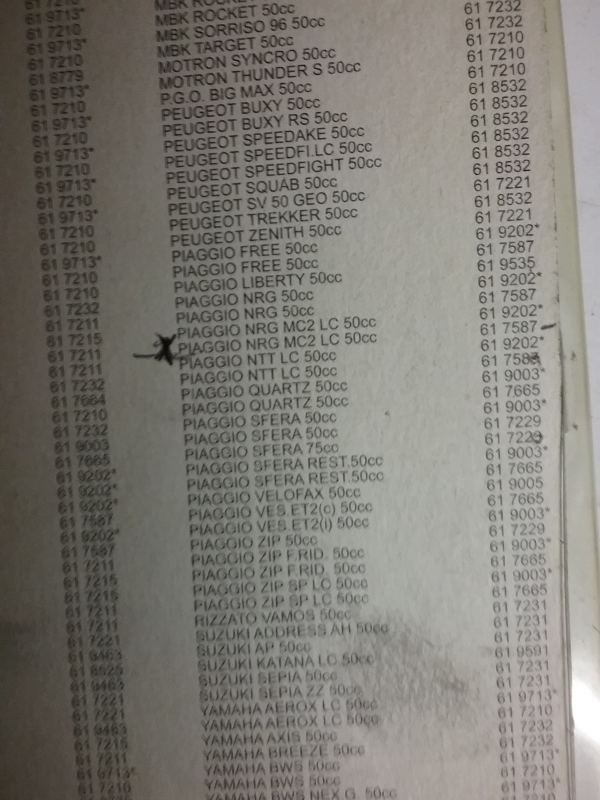 61 9713*
61 7210
61 9713*
61 7210
61 8779
61 9713*
61 7210
61 9713*
61 7210
61 9713*
61 7210
61 9713*
61 7210
61 9713*
61 7210
61 7210
61 9713*
61 7210
61 7210
61 7232
61 7211
61 7215
61 7211
61 7211
61 7232
61 7664
61 7210
61 7232
61 9003
61 7665
61 9202*
61 9202*
61 9202*
61 7587
61 9202*
61 7587
61 7211
61 7215
61 7215
61 7211
61 7211
61 7221
61 9463
61 8525
61 9463
61 7221
61 7221
61 9463
61 7215
61 7211
61 9713*
61 7210
MBK ROCKET 50cc
MBK SORRISO 96 50cc
MBK TARGET 50cc
MOTRON SYNCRO 50cc
MOTRON THUNDER S 50cc
P.G.O. BIG MAX 50cc
PEUGEOT BUXY 50cc
PEUGEOT BUXY RS 50cc
PEUGEOT SPEEDAKE 50cc
PEUGEOT SPEEDFI.LC 50cc
PEUGEOT SPEEDFIGHT 50cc
PEUGEOT SQUAB 50cc
PEUGEOT SV 50 GEO 50cc
PEUGEOT TREKKER 50cc
PEUGEOT ZENITH 50cc
PIAGGIO FREE 50cc
PIAGGIO FREE 50cc
PIAGGIO LIBERTY 50cc
PIAGGIO NRG 50cc
PIAGGIO NRG 50cc
PIAGGIO NRG MC2 LC 50cc
PIAGGIO NRG MC2 LC 50cc
PIAGGIO NTT LC 50cc
PIAGGIO NTT LC 50cc
PIAGGIO QUARTZ 50cc
PIAGGIO QUARTZ 50cc
PIAGGIO SFERA 50cc
PIAGGIO SFERA 50cc
PIAGGIO SFERA 75cc
PIAGGIO SFERA REST.50cc
PIAGGIO SFERA REST.50cc
PIAGGIO VELOFAX 50cc
PIAGGIO VES.ET2(c) 50cc
PIAGGIO VES.ET2(i) 50cc
PIAGGIO ZIP 50cc
PIAGGIO ZIP F.RID. 50cc
PIAGGIO ZIP F.RID. 50cc
PIAGGIO ZIP SP LC 50cc
PIAGGIO ZIP SP LC 50cc
RIZZATO VAMOS 50cc
SUZUKI ADDRESS AH 50cc
SUZUKI AP 50cc
SUZUKI KATANA LC 50cc
SUZUKI SEPIA 50cc
SUZUKI SEPIA ZZ 50cc
YAMAHA AEROX LC 50cc
YAMAHA AEROX LC 50cc
YAMAHA AXIS 50cc
YAMAHA BREEZE 50cc
YAMAHA BWS 50cc
YAMAHA BWS 50cc
YAMAHA BWS NEX G. 50cc
61 7232
61 7232
61 7210
61 7210
61 8532
61 8532
61 8532
61 8532
61 8532
61 7221
61 8532
61 7221
61 9202*
61 7587
61 9535
61 9202*
61 7587
61 9202*
61 7587
61 9202*
61 7588
61 9003*
61 7665
61 9003*
61 7229
61 7229
61 9003*
61 7665
61 9005
61 7665
61 9003*
61 7229
61 9003*
61 7665
61 9003*
61 7665
61 7231
61 7231
61 7231
61 9591
61 7231
61 7231
61 9713*
61 7210
61 7232
61 7232
61 9713*
61 7210
61 9713*
61 7210